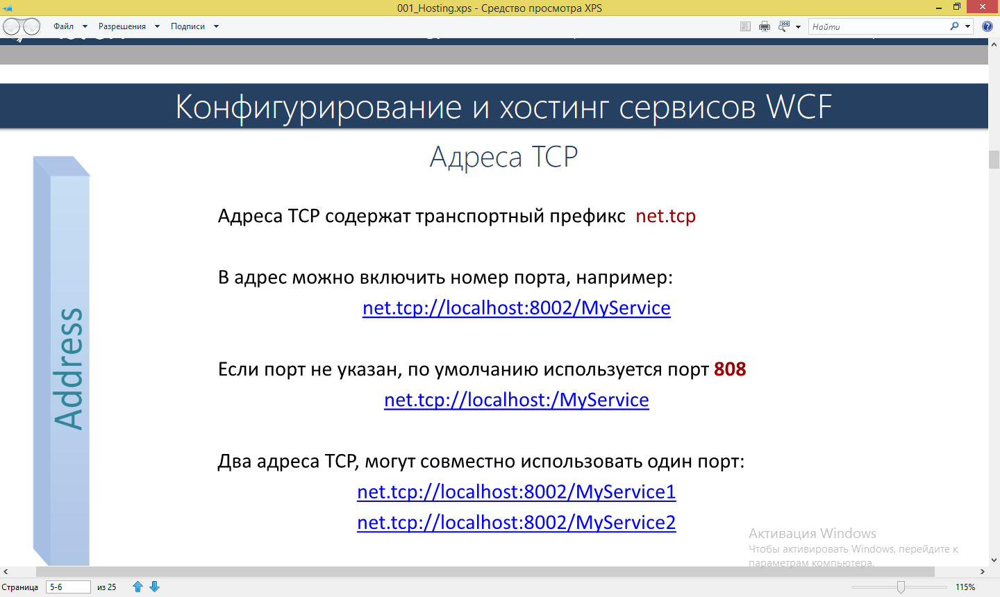 001_Hosting.xps - Средство просмотра XPS
Файл Разрешения Подписи
Найти
Конфигурирование и хостинг сервисов WCF
Адреса TCP
Address
Адреса TCP содержат транспортный префикс net.tcp
В адрес можно включить номер порта, например:
net.tcp://localhost:8002/MyService
Если порт не указан, по умолчанию используется порт 808
net.tcp://localhost:/MyService
Два адреса TCP, могут совместно использовать один порт:
net.tcp://localhost:8002/MyService1
net.tcp://localhost:8002/MyService2
Активация Windows
Чтобы активировать Windows, перейдите к
параметрам компьютера.
Страница 5-6 из 25
115%